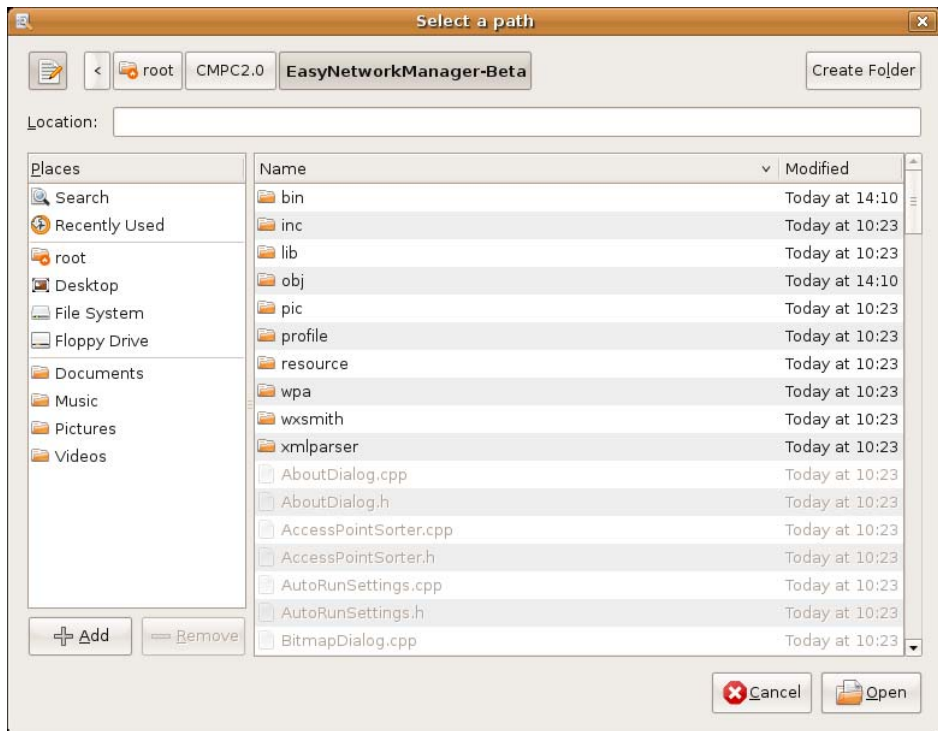 Select a path
< root CMPC2.0 EasyNetworkManager-Beta Create Folder
Location:
Places
Search
Recently Used
root
Desktop
File System
Floppy Drive
Documents
Music
Pictures
Videos
Add Remove
Name Modified
bin Today at 14:10
inc Today at 10:23
lib Today at 10:23
obj Today at 14:10
pic Today at 10:23
profile Today at 10:23
resource Today at 10:23
wpa Today at 10:23
wxsmith Today at 10:23
xmlparser Today at 10:23
AboutDialog.cpp Today at 10:23
AboutDialog.h Today at 10:23
AccessPointSorter.cpp Today at 10:23
AccessPointSorter.h Today at 10:23
AutoRunSettings.cpp Today at 10:23
AutoRunSettings.h Today at 10:23
BitmapDialog.cpp Today at 10:23
Cancel Open